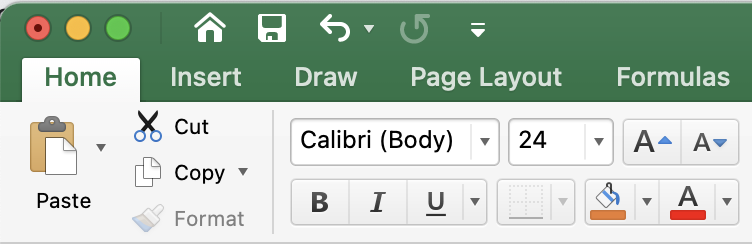 Home Insert Draw Page Layout Formulas
Cut
Calibri (Body) 24 A A
Copy
Paste
B I U A
Format